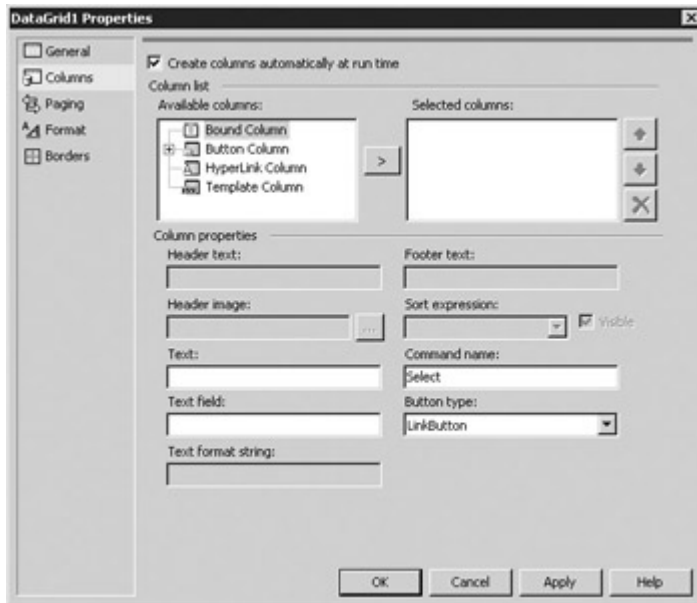 DataGrid1 Properties
General
Columns
Paging
Format
Borders
Create columns automatically at run time
Column list
Available columns:
Selected columns:
Bound Column
Button Column
HyperLink Column
Template Column
>
Column properties
Header text:
Footer text:
Header image:
Sort expression:
...
Visible
Text:
Command name:
Select
Text field:
Button type:
LinkButton
Text format string:
OK
Cancel
Apply
Help